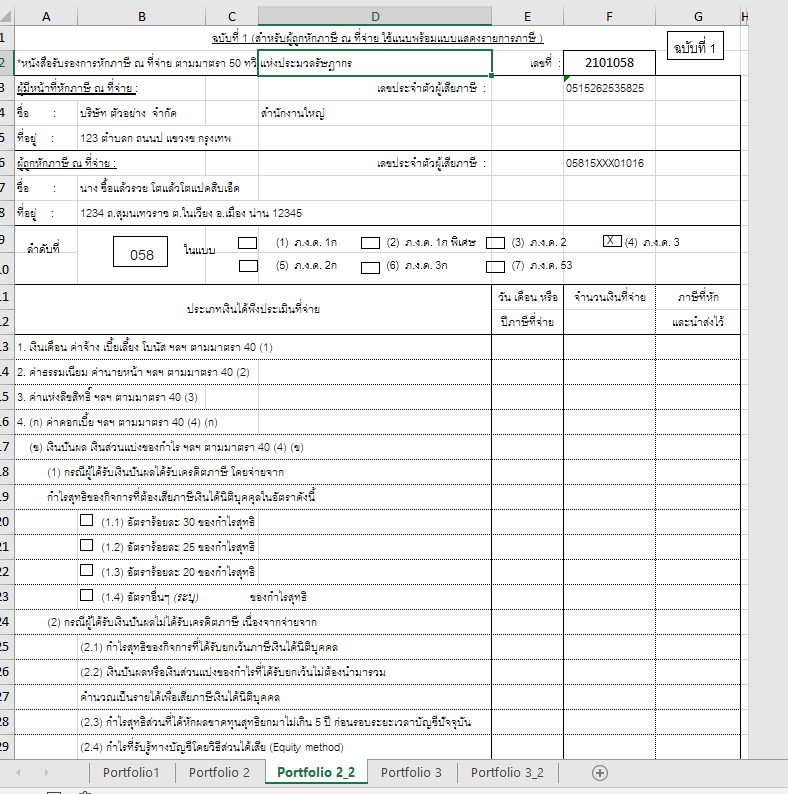 A B C D E F G H
1 ฉบับที่ 1 (สำหรับผู้ถูกหักภาษี ณ ที่จ่าย ใช้แนบพร้อมแบบแสดงรายการภาษี )
ฉบับที่ 1
2 *หนังสือรับรองการหักภาษี ณ ที่จ่าย ตามมาตรา 50 ทวิ แห่งประมวลรัษฎากร เลขที่ : 2101058
3 ผู้มีหน้าที่หักภาษี ณ ที่จ่าย : เลขประจำตัวผู้เสียภาษี : 0515262535825
4 ชื่อ : บริษัท ตัวอย่าง จำกัด สำนักงานใหญ่
5 ที่อยู่ : 123 ตำบลก ถนนป แขวงข กรุงเทพ
6 ผู้ถูกหักภาษี ณ ที่จ่าย : เลขประจำตัวผู้เสียภาษี : 05815XXX01016
7 ชื่อ : นาง ซื้อแล้วรวย โตแล้วโตแปดสิบเอ็ด
8 ที่อยู่ : 1234 ถ.สุมนเทวราช ต.ในเวียง อ.เมือง น่าน 12345
9 ลำดับที่ 058 ในแบบ (1) ภ.ง.ด. 1ก (2) ภ.ง.ด. 1ก พิเศษ (3) ภ.ง.ด. 2 X (4) ภ.ง.ด. 3
0 (5) ภ.ง.ด. 2ก (6) ภ.ง.ด. 3ก (7) ภ.ง.ด. 53
1 ประเภทเงินได้พึงประเมินที่จ่าย วัน เดือน หรือ จำนวนเงินที่จ่าย ภาษีที่หัก
2 ปีภาษีที่จ่าย และนำส่งไว้
3 1. เงินเดือน ค่าจ้าง เบี้ยเลี้ยง โบนัส ฯลฯ ตามมาตรา 40 (1)
4 2. ค่าธรรมเนียม ค่านายหน้า ฯลฯ ตามมาตรา 40 (2)
5 3. ค่าแห่งลิขสิทธิ์ ฯลฯ ตามมาตรา 40 (3)
16 4. (ก) ค่าดอกเบี้ย ฯลฯ ตามมาตรา 40 (4) (ก)
7 (ข) เงินปันผล เงินส่วนแบ่งของกำไร ฯลฯ ตามมาตรา 40 (4) (ข)
8 (1) กรณีผู้ได้รับเงินปันผลได้รับเครดิตภาษี โดยจ่ายจาก
9 กำไรสุทธิของกิจการที่ต้องเสียภาษีเงินได้นิติบุคคลในอัตราดังนี้
20 (1.1) อัตราร้อยละ 30 ของกำไรสุทธิ
21 (1.2) อัตราร้อยละ 25 ของกำไรสุทธิ
22 (1.3) อัตราร้อยละ 20 ของกำไรสุทธิ
23 (1.4) อัตราอื่นๆ (ระบุ) ของกำไรสุทธิ
24 (2) กรณีผู้ได้รับเงินปันผลไม่ได้รับเครดิตภาษี เนื่องจากจ่ายจาก
25 (2.1) กำไรสุทธิของกิจการที่ได้รับยกเว้นภาษีเงินได้นิติบุคคล
26 (2.2) เงินปันผลหรือเงินส่วนแบ่งของกำไรที่ได้รับยกเว้นไม่ต้องนำมารวม
27 คำนวณเป็นรายได้เพื่อเสียภาษีเงินได้นิติบุคคล
28 (2.3) กำไรสุทธิส่วนที่ได้หักผลขาดทุนสุทธิยกมาไม่เกิน 5 ปี ก่อนรอบระยะเวลาบัญชีปัจจุบัน
29 (2.4) กำไรที่รับรู้ทางบัญชีโดยวิธีส่วนได้เสีย (Equity method)
Portfolio1 Portfolio 2 Portfolio 2_2 Portfolio 3 Portfolio 3_2